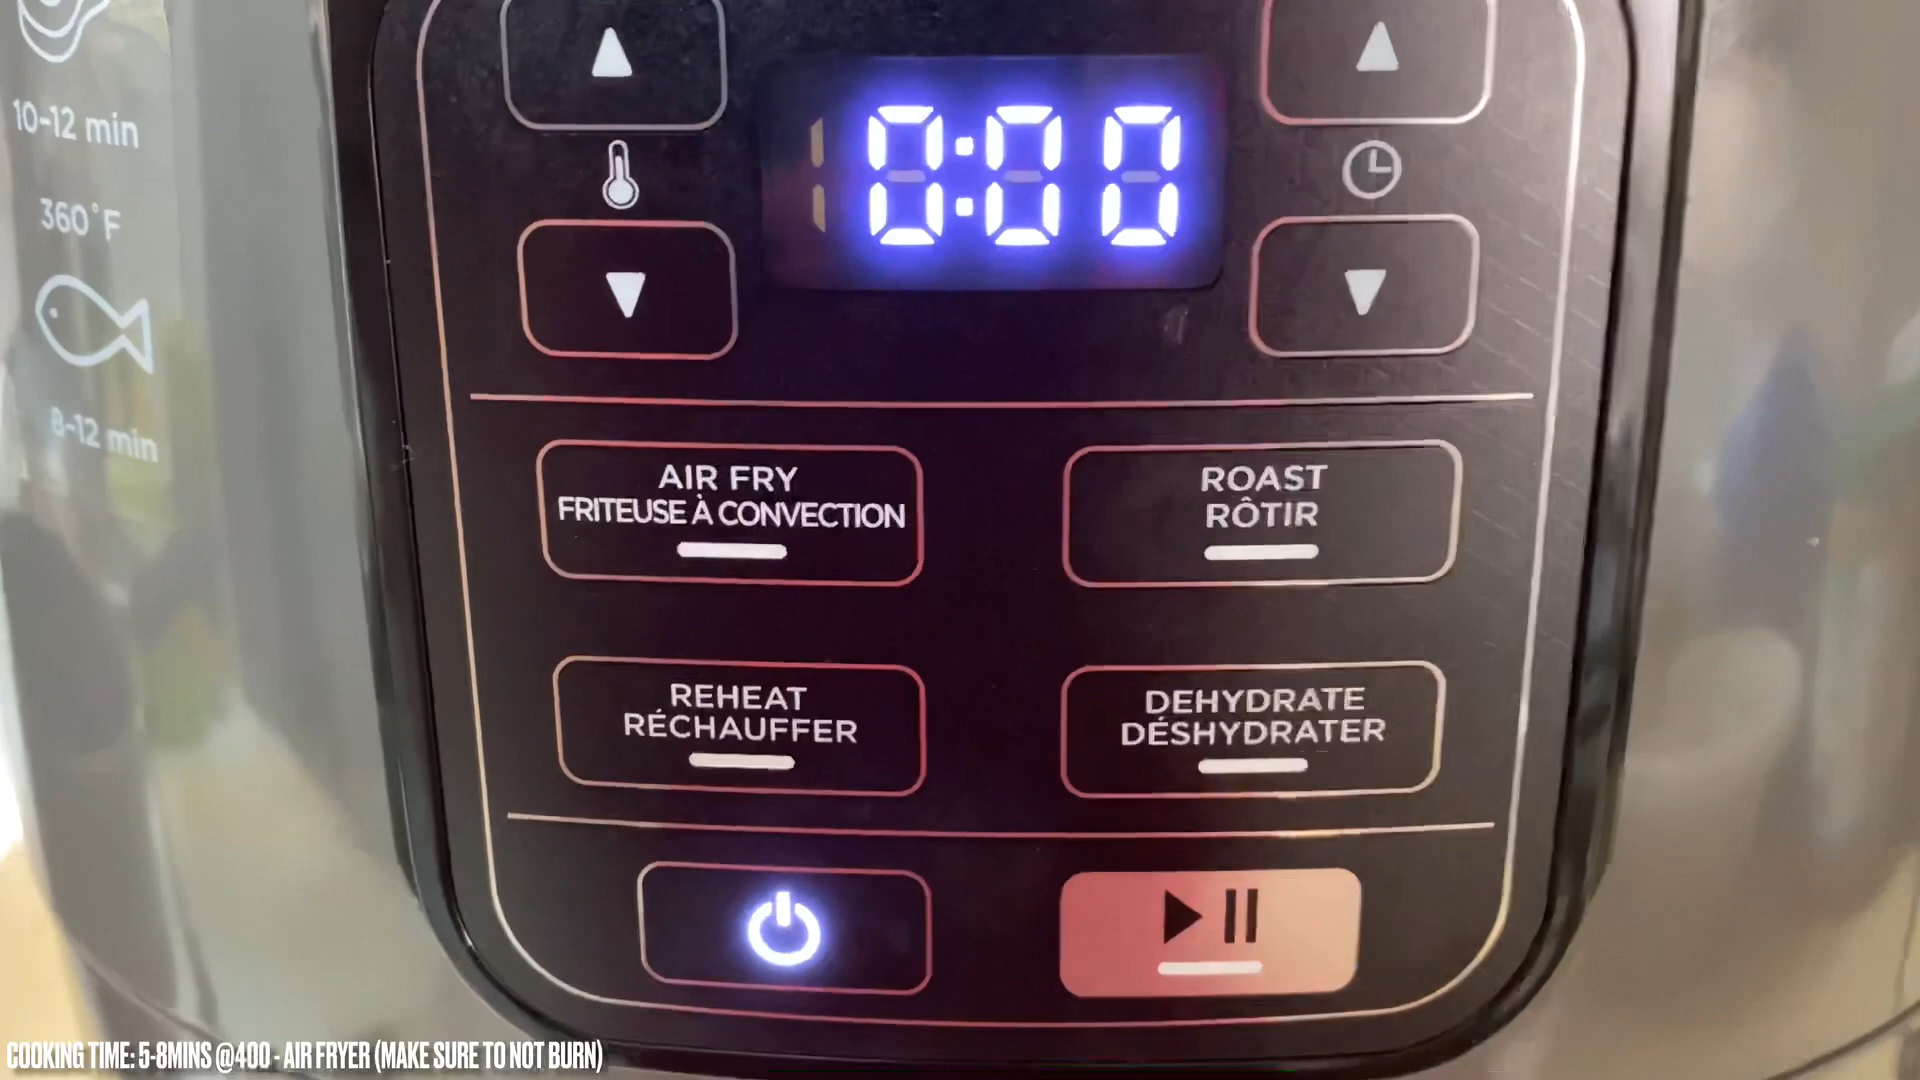 10-12 min
360°F
8-12 min
0:00
AIR FRY
FRITEUSE À CONVECTION
ROAST
RÔTIR
REHEAT
RÉCHAUFFER
DEHYDRATE
DÉSHYDRATER
COOKING TIME: 5-8MINS @400 - AIR FRYER (MAKE SURE TO NOT BURN)